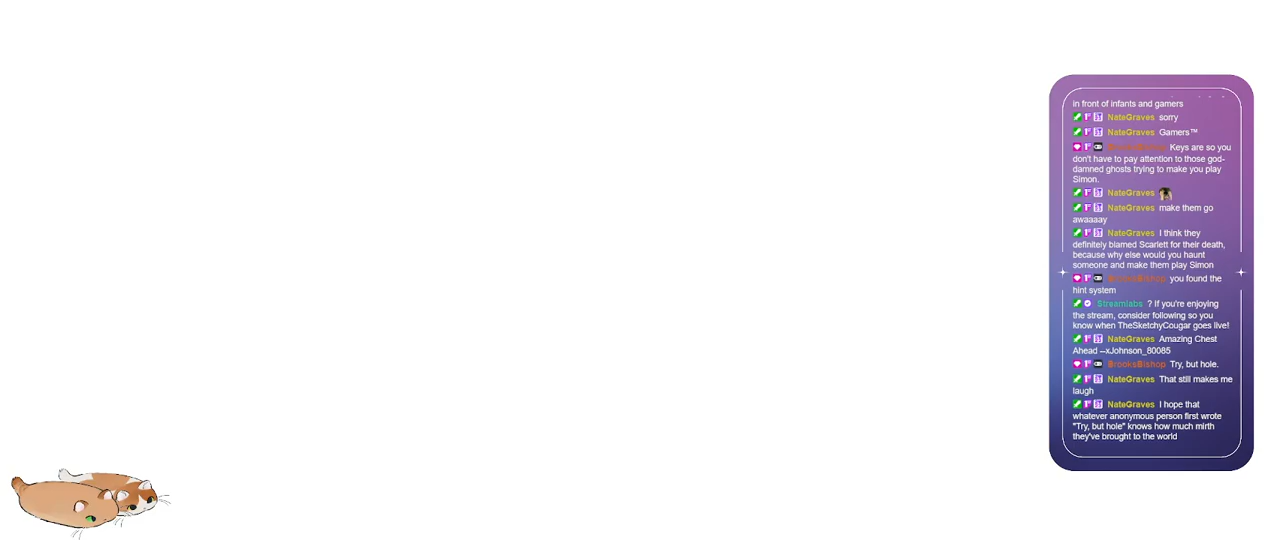 in front of infants and gamers
NateGraves sorry
NateGraves Gamers™
BrooksBishop Keys are so you
don't have to pay attention to those god-
damned ghosts trying to make you play
Simon.
NateGraves
NateGraves make them go
awaaaay
NateGraves I think they
definitely blamed Scarlett for their death,
because why else would you haunt
someone and make them play Simon
BrooksBishop you found the
hint system
Streamlabs ? If you're enjoying
the stream, consider following so you
know when TheSketchyCougar goes live!
NateGraves Amazing Chest
Ahead --xJohnson_80085
BrooksBishop Try, but hole.
NateGraves That still makes me
laugh
NateGraves I hope that
whatever anonymous person first wrote
"Try, but hole" knows how much mirth
they've brought to the world